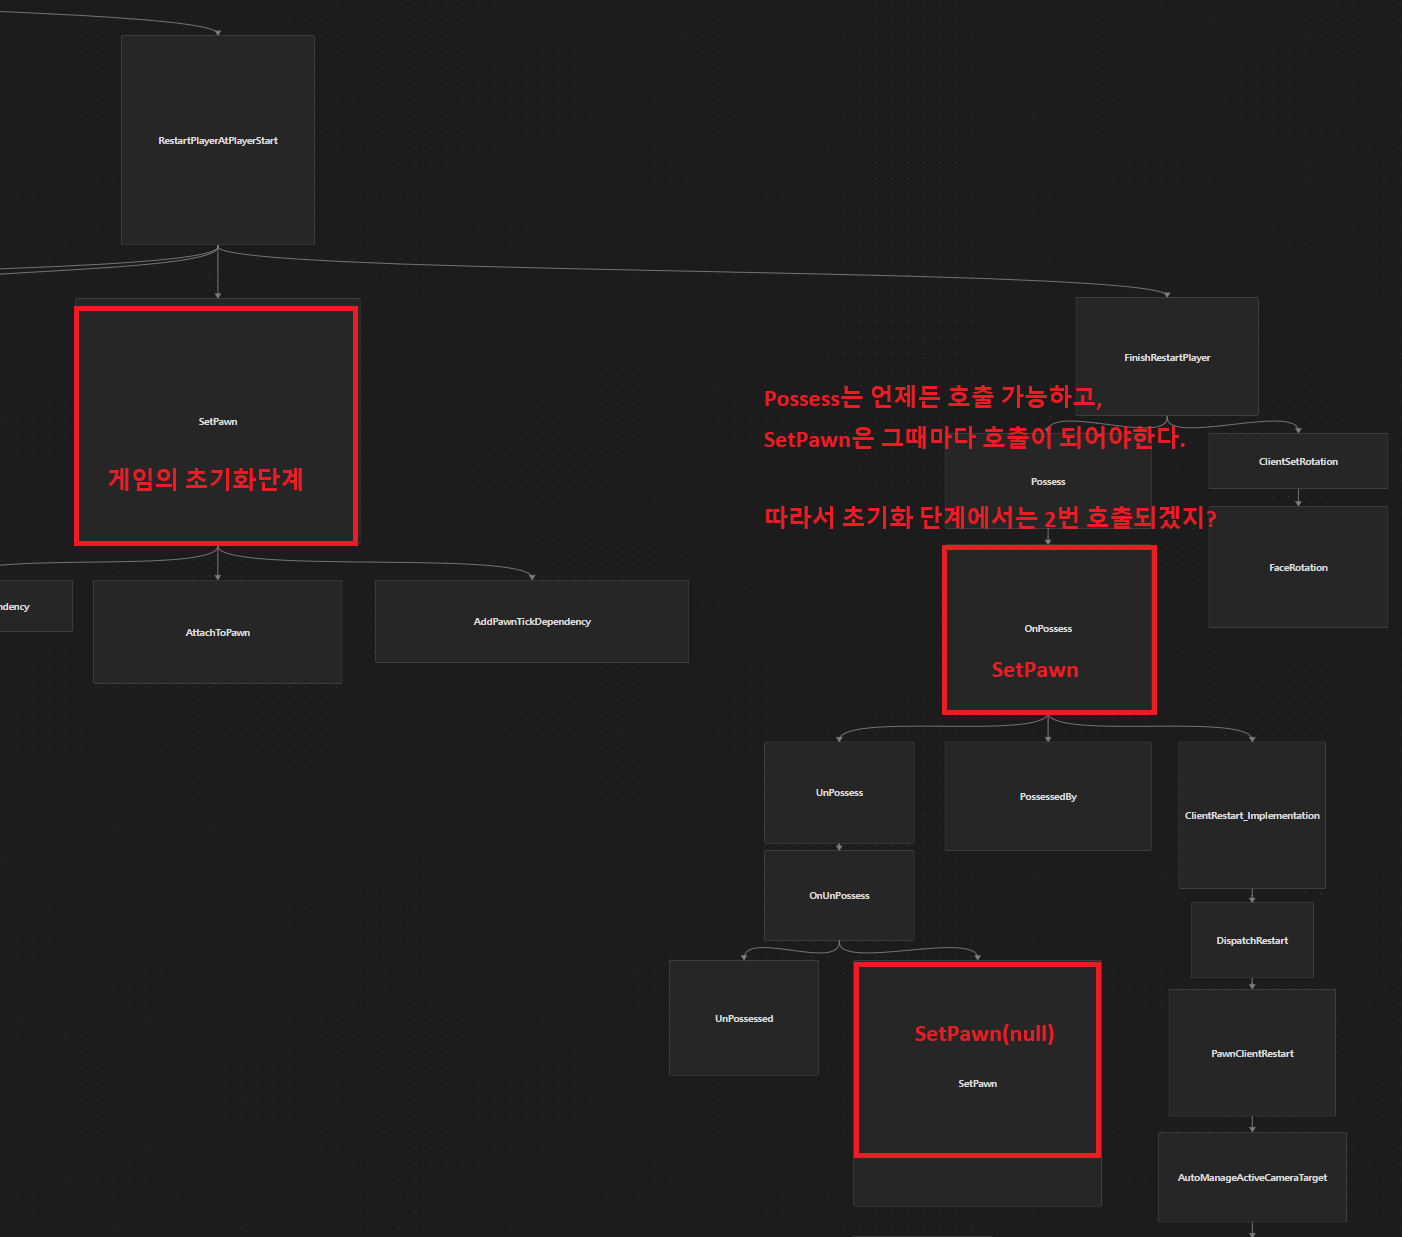 RestartPlayerAtPlayerStart
SetPawn
게임의 초기화단계
FinishRestartPlayer
Possess는 언제든 호출 가능하고,
SetPawn은 그때마다 호출이 되어야한다.
ClientSetRotation
Possess
따라서 초기화 단계에서는 2번 호출되겠지?
FaceRotation
ndency
AttachToPawn
AddPawnTickDependency
OnPossess
SetPawn
UnPossess
PossessedBy
ClientRestart_Implementation
OnUnPossess
DispatchRestart
UnPossessed
SetPawn(null)
SetPawn
PawnClientRestart
AutoManageActiveCameraTarget